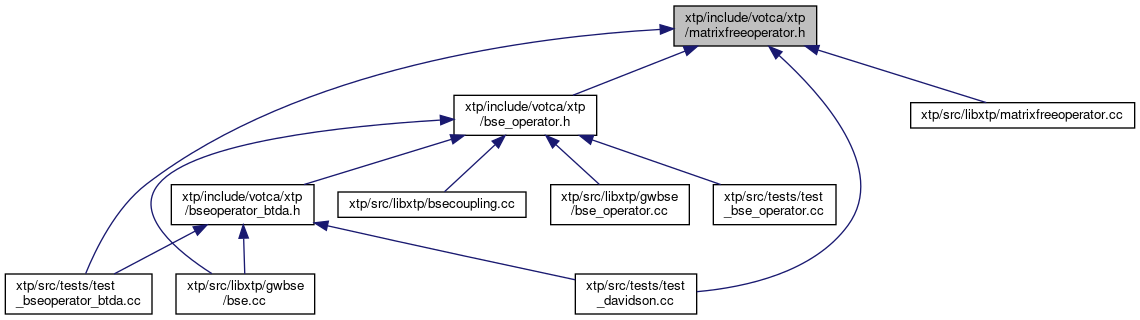 xtp/include/votca/xtp
/matrixfreeoperator.h
xtp/include/votca/xtp
/bse_operator.h
xtp/src/libxtp/matrixfreeoperator.cc
xtp/include/votca/xtp
/bseoperator_btda.h
xtp/src/libxtp/bsecoupling.cc
xtp/src/libxtp/gwbse
/bse_operator.cc
xtp/src/tests/test
_bse_operator.cc
xtp/src/tests/test
_bseoperator_btda.cc
xtp/src/libxtp/gwbse
/bse.cc
xtp/src/tests/test
_davidson.cc